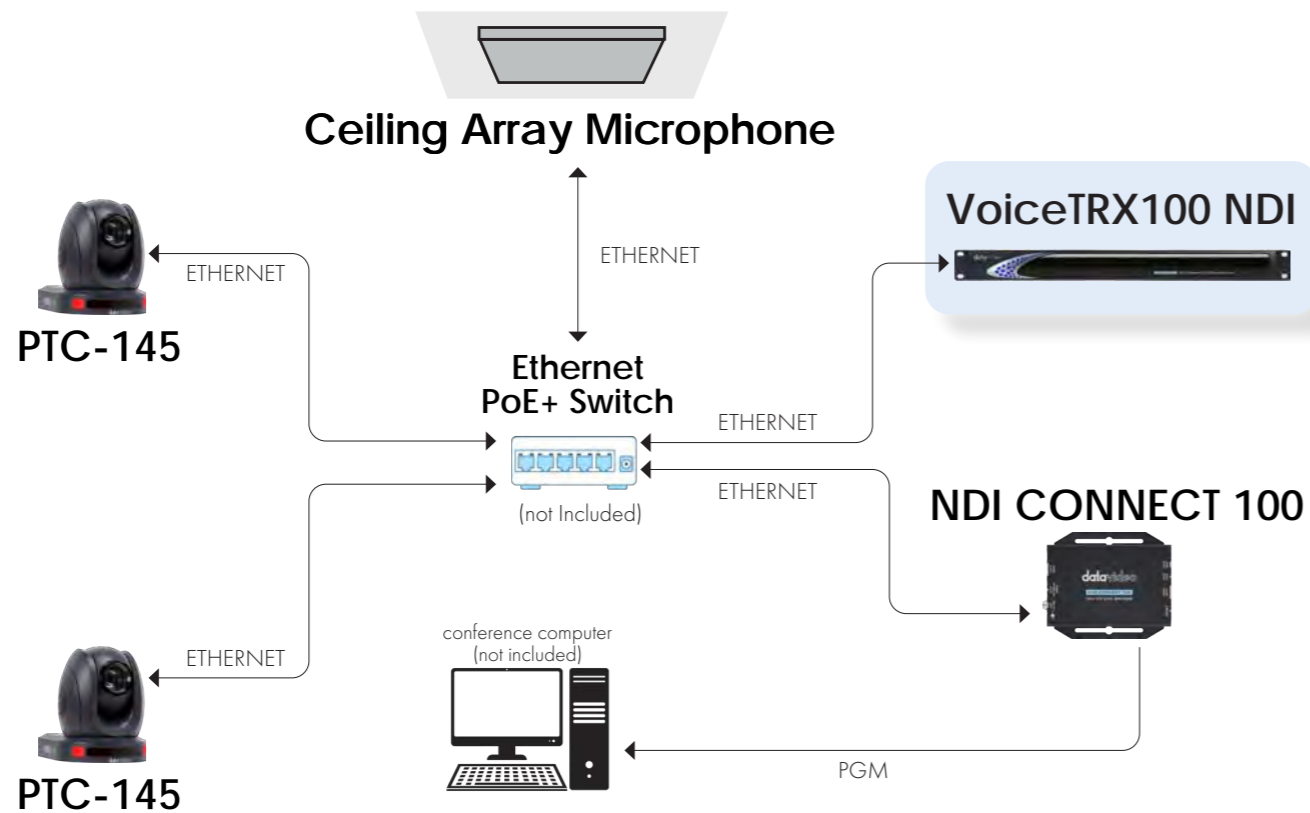 Ceiling Array Microphone
ETHERNET
VoiceTRX100 NDI
ETHERNET
PTC-145
Ethernet
PoE+ Switch
ETHERNET
ETHERNET
(not Included)
NDI CONNECT 100
datavideo
conference computer
(not included)
ETHERNET
PGM
PTC-145